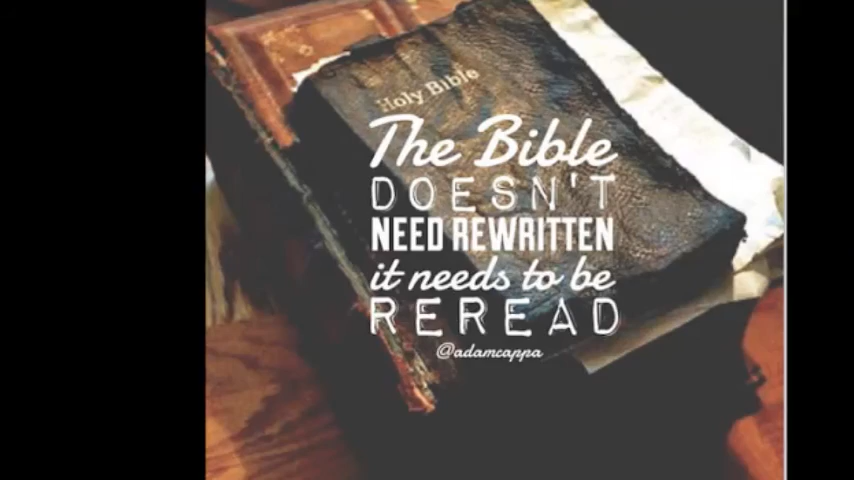 Holy Bible
The Bible
DOESN'T
NEED REWRITTEN
it needs to be
REREAD
@adamcappa